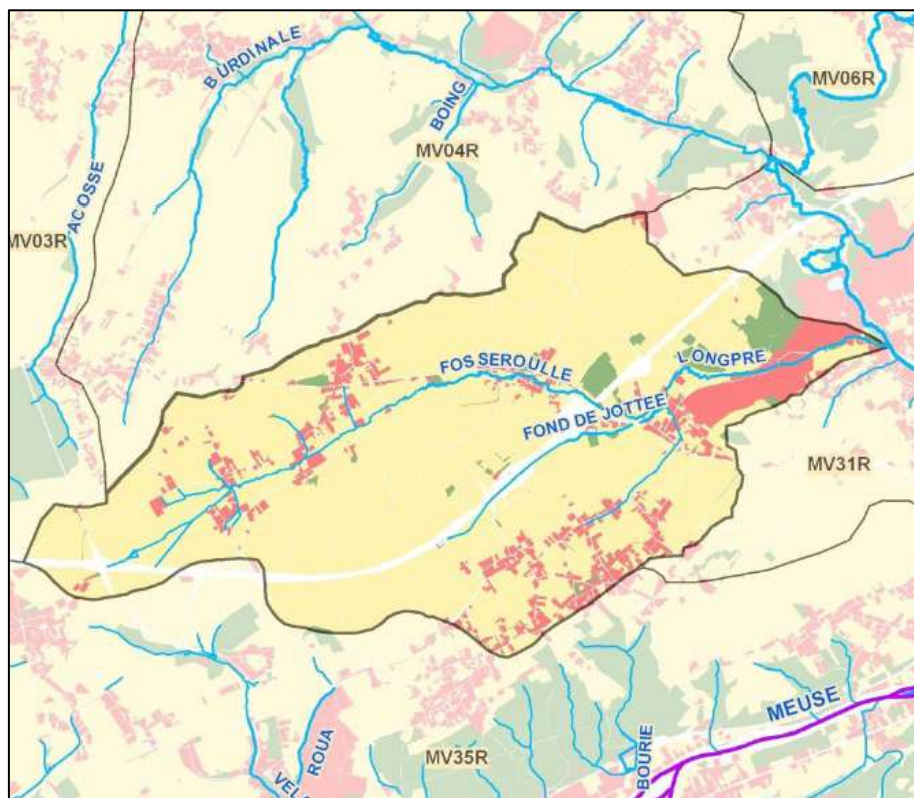 BURDINALE
MV06R
BOING
MV04R
ACOSSE
MV03R
FOSSEROULLE
LONGPRE
FOND DE JOTTEE
MV31R
MEUSE
ROUA
BOURIE
MV35R